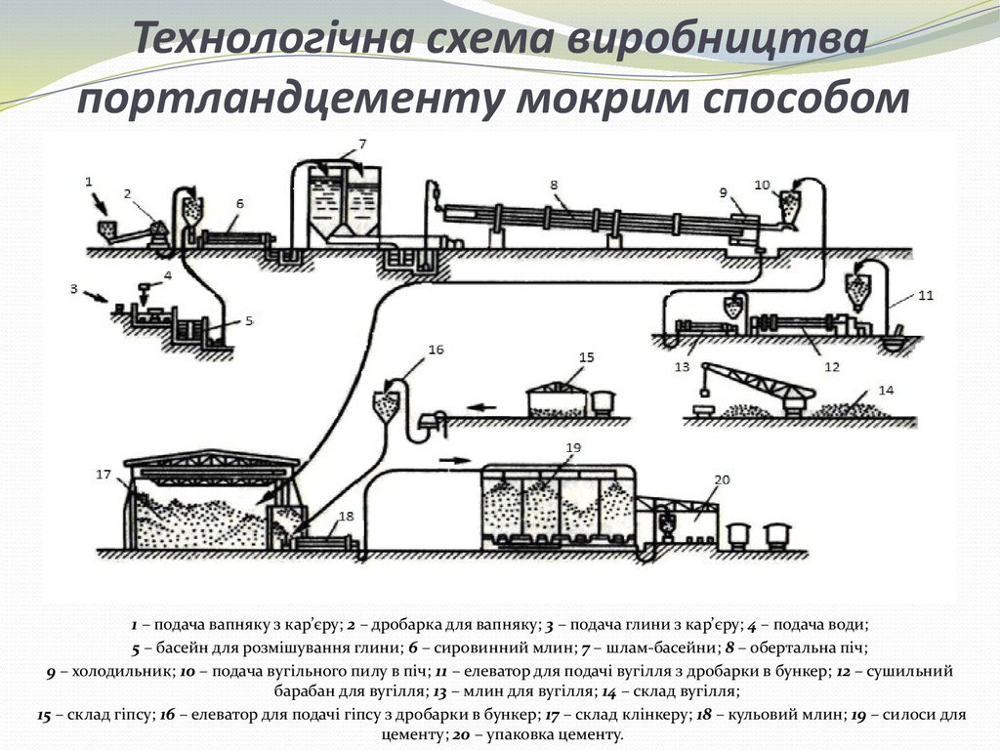 Технологічна схема виробництва
портландцементу мокрим способом
7
1
2
6
8
9
10
3
4
5
11
16
15
13
12
14
17
19
20
18
1 – подача вапняку з кар’єру; 2 – дробарка для вапняку; 3 – подача глини з кар’єру; 4 – подача води;
5 – басейн для розмішування глини; 6 – сировинний млин; 7 – шлам-басейни; 8 – обертальна піч;
9 – холодильник; 10 – подача вугільного пилу в піч; 11 – елеватор для подачі вугілля з дробарки в бункер; 12 – сушильний
барабан для вугілля; 13 – млин для вугілля; 14 – склад вугілля;
15 – склад гіпсу; 16 – елеватор для подачі гіпсу з дробарки в бункер; 17 – склад клінкеру; 18 – кульовий млин; 19 – силоси для
цементу; 20 – упаковка цементу.